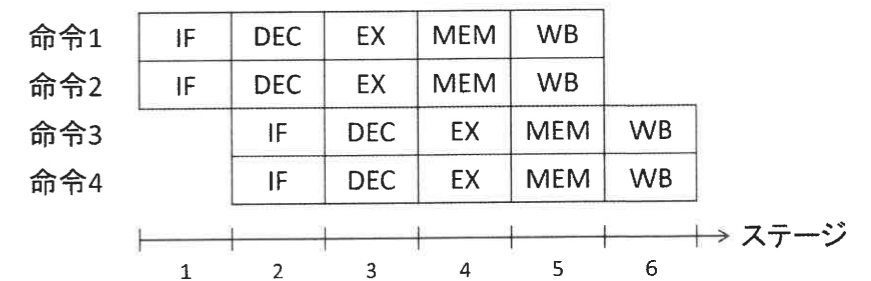 命令1 IF DEC EX MEM WB
命令2 IF DEC EX MEM WB
命令3 IF DEC EX MEM WB
命令4 IF DEC EX MEM WB
ステージ
1 2 3 4 5 6